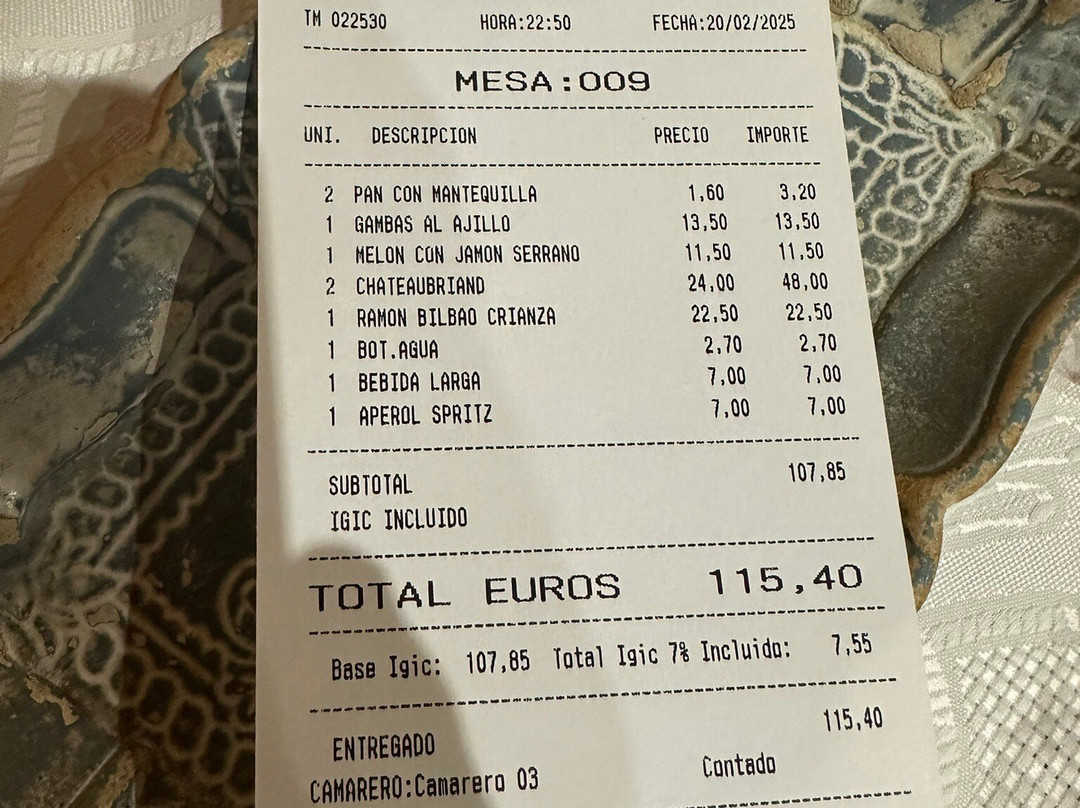 TM 022530 HORA:22:50 FECHA:20/02/2025
MESA:009
UNI. DESCRIPCION PRECIO IMPORTE
2 PAN CON MANTEQUILLA 1,60 3,20
1 GAMBAS AL AJILLO 13,50 13,50
1 MELON CON JAMON SERRANO 11,50 11,50
2 CHATEAUBRIAND 24,00 48,00
1 RAMON BILBAO CRIANZA 22,50 22,50
1 BOT.AGUA 2,70 2,70
1 BEBIDA LARGA 7,00 7,00
1 APEROL SPRITZ 7,00 7,00
SUBTOTAL 107,85
IGIC INCLUIDO
TOTAL EUROS 115,40
Base Igic: 107,85 Total Igic 7% Incluido: 7,55
ENTREGADO 115,40
CAMARERO:Camarero 03 Contado